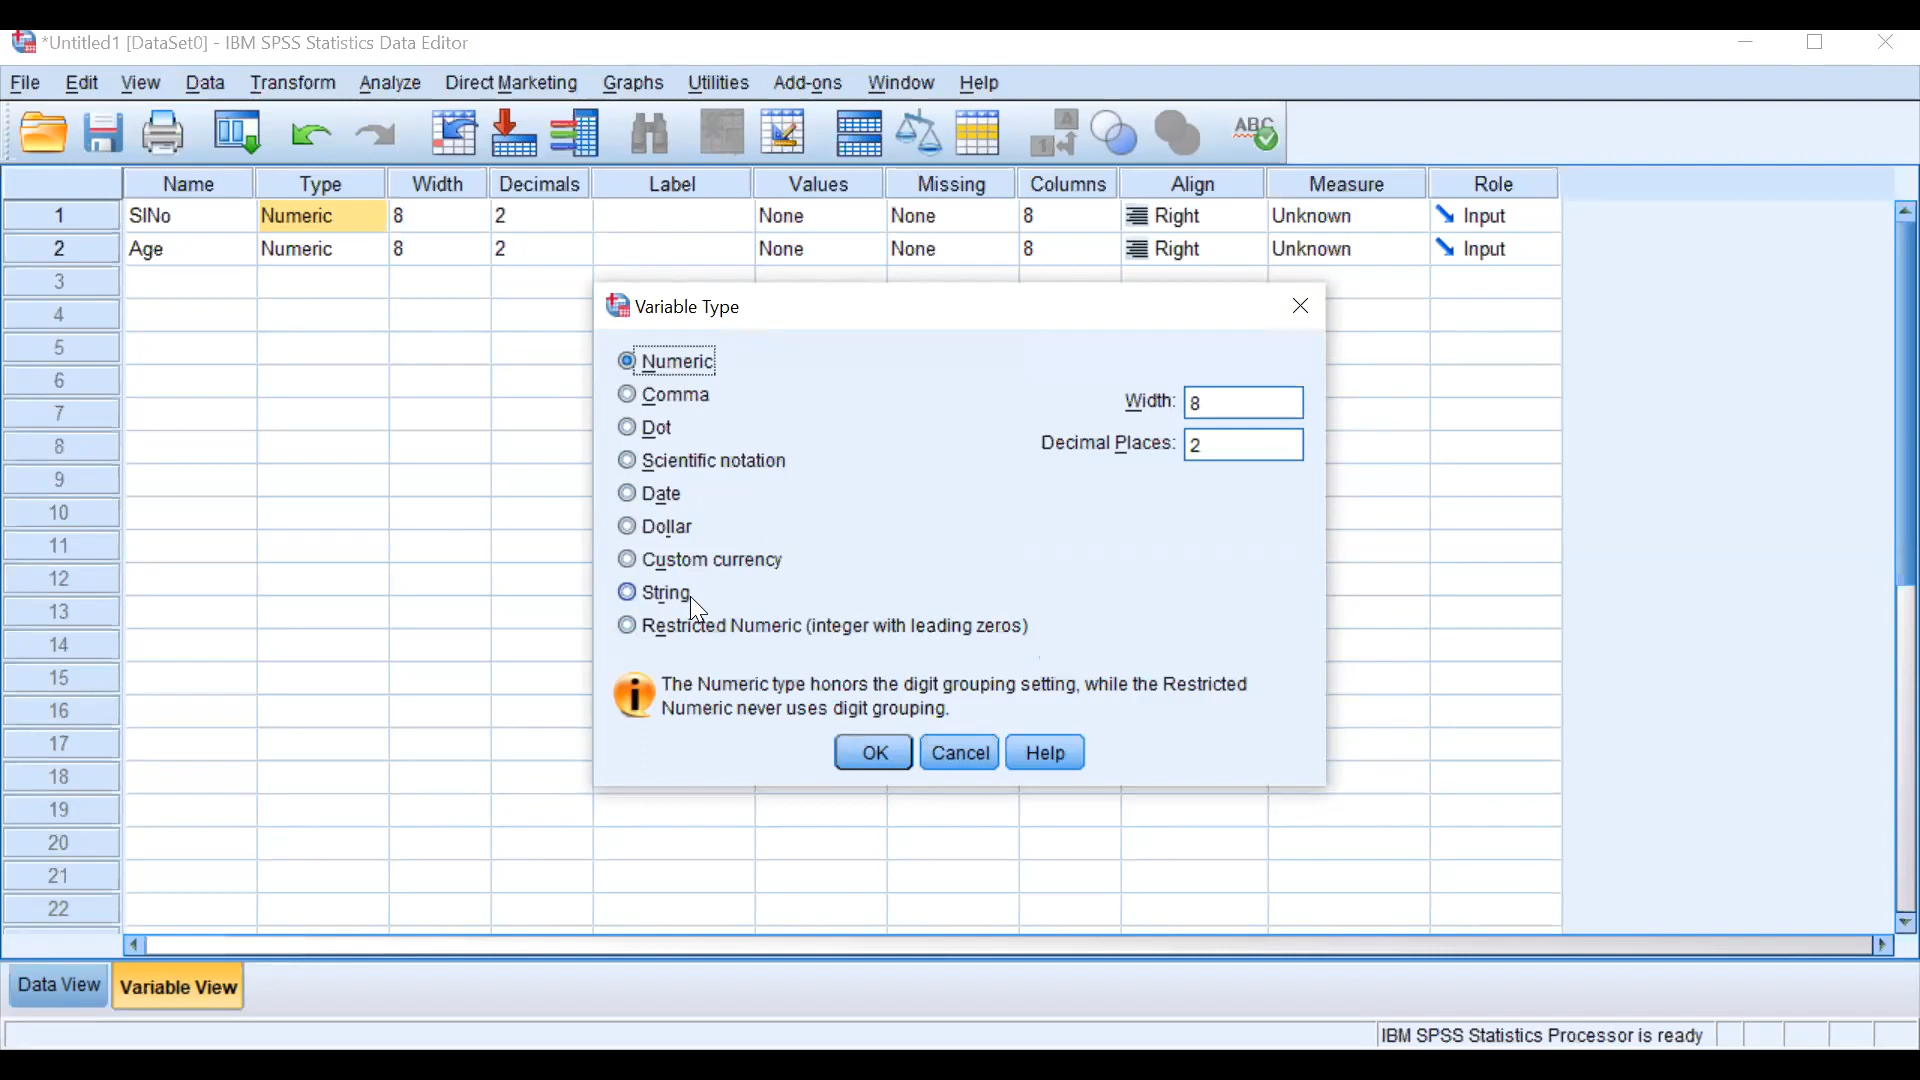 *Untitled1 [DataSet0] - IBM SPSS Statistics Data Editor
File Edit View Data Transform Analyze Direct Marketing Graphs Utilities Add-ons Window Help
ABC
A
1
Name Type Width Decimals Label Values Missing Columns Align Measure Role
1 SlNo Numeric 8 2 None None 8 Right Unknown Input
2 Age Numeric 8 2 None None 8 Right Unknown Input
3
4
5
6
7
8
9
10
11
12
13
14
15
16
17
18
19
20
21
22
Variable Type
Numeric
Comma
Width: 8
Dot
Decimal Places: 2
Scientific notation
Date
Dollar
Custom currency
String
Restricted Numeric (integer with leading zeros)
i
The Numeric type honors the digit grouping setting, while the Restricted
Numeric never uses digit grouping.
OK Cancel Help
Data View Variable View
IBM SPSS Statistics Processor is ready